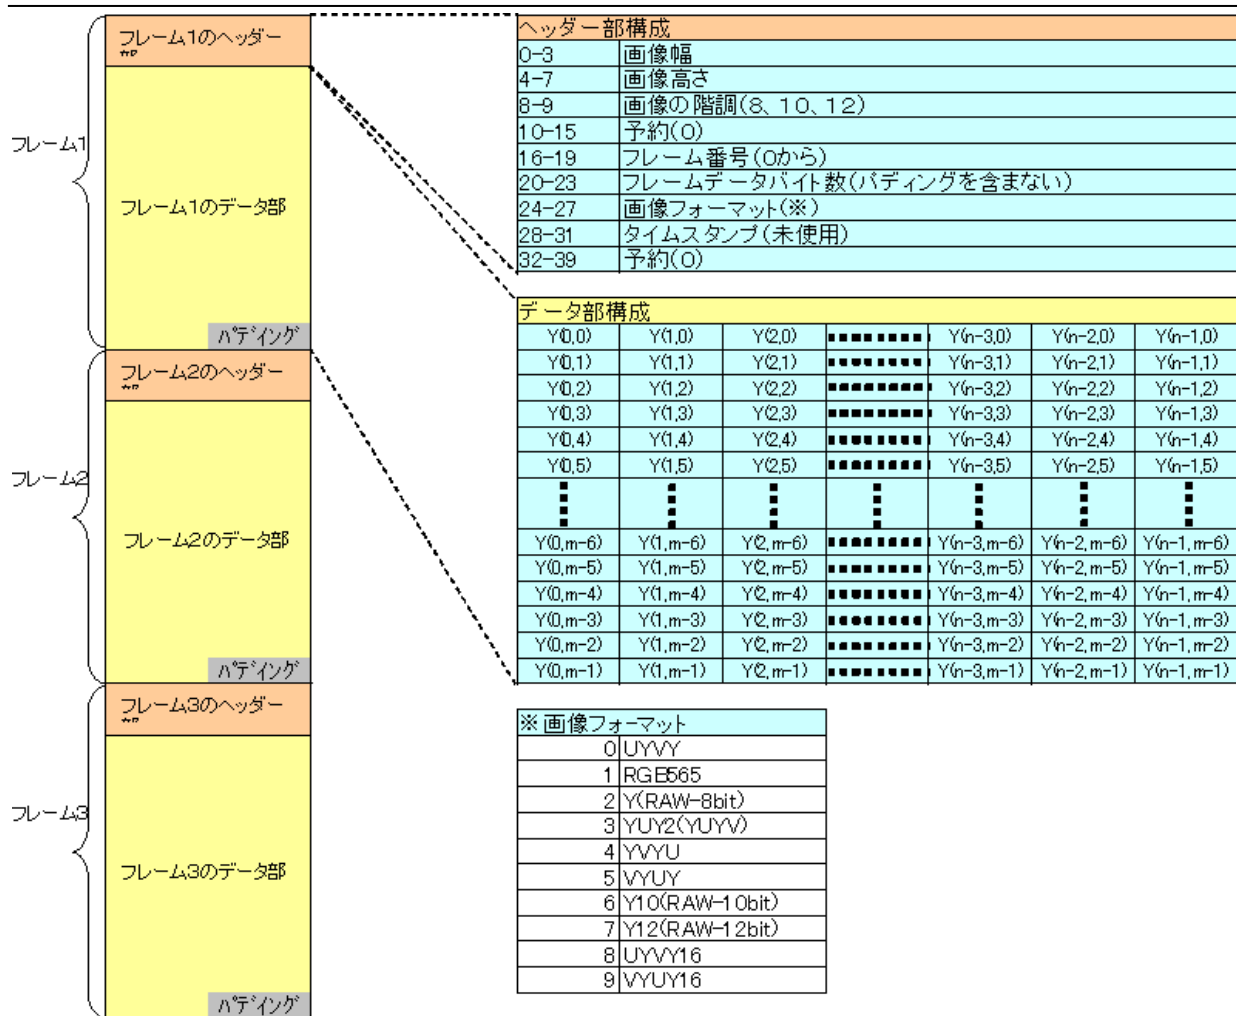 フレーム1
フレーム1のヘッダー
フレーム1のデータ部
パディング
フレーム2
フレーム2のヘッダー
フレーム2のデータ部
パディング
フレーム3
フレーム3のヘッダー
フレーム3のデータ部
パディング
ヘッダー部構成
0-3 画像幅
4-7 画像高さ
8-9 画像の階調(8、10、12)
10-15 予約(0)
16-19 フレーム番号(0から)
20-23 フレームデータバイト数(パディングを含まない)
24-27 画像フォーマット(※)
28-31 タイムスタンプ(未使用)
32-39 予約(0)
データ部構成
Y(0,0) Y(1,0) Y(2,0) Y(n-3,0) Y(n-2,0) Y(n-1,0)
Y(0,1) Y(1,1) Y(2,1) Y(n-3,1) Y(n-2,1) Y(n-1,1)
Y(0,2) Y(1,2) Y(2,2) Y(n-3,2) Y(n-2,2) Y(n-1,2)
Y(0,3) Y(1,3) Y(2,3) Y(n-3,3) Y(n-2,3) Y(n-1,3)
Y(0,4) Y(1,4) Y(2,4) Y(n-3,4) Y(n-2,4) Y(n-1,4)
Y(0,5) Y(1,5) Y(2,5) Y(n-3,5) Y(n-2,5) Y(n-1,5)
Y(0,m-6) Y(1,m-6) Y(2,m-6) Y(n-3,m-6) Y(n-2,m-6) Y(n-1,m-6)
Y(0,m-5) Y(1,m-5) Y(2,m-5) Y(n-3,m-5) Y(n-2,m-5) Y(n-1,m-5)
Y(0,m-4) Y(1,m-4) Y(2,m-4) Y(n-3,m-4) Y(n-2,m-4) Y(n-1,m-4)
Y(0,m-3) Y(1,m-3) Y(2,m-3) Y(n-3,m-3) Y(n-2,m-3) Y(n-1,m-3)
Y(0,m-2) Y(1,m-2) Y(2,m-2) Y(n-3,m-2) Y(n-2,m-2) Y(n-1,m-2)
Y(0,m-1) Y(1,m-1) Y(2,m-1) Y(n-3,m-1) Y(n-2,m-1) Y(n-1,m-1)
※画像フォーマット
0 UYVY
1 RGB565
2 Y(RAW-8bit)
3 YUY2(YUYV)
4 YVYU
5 VYUY
6 Y10(RAW-10bit)
7 Y12(RAW-12bit)
8 UYVY16
9 VYUY16